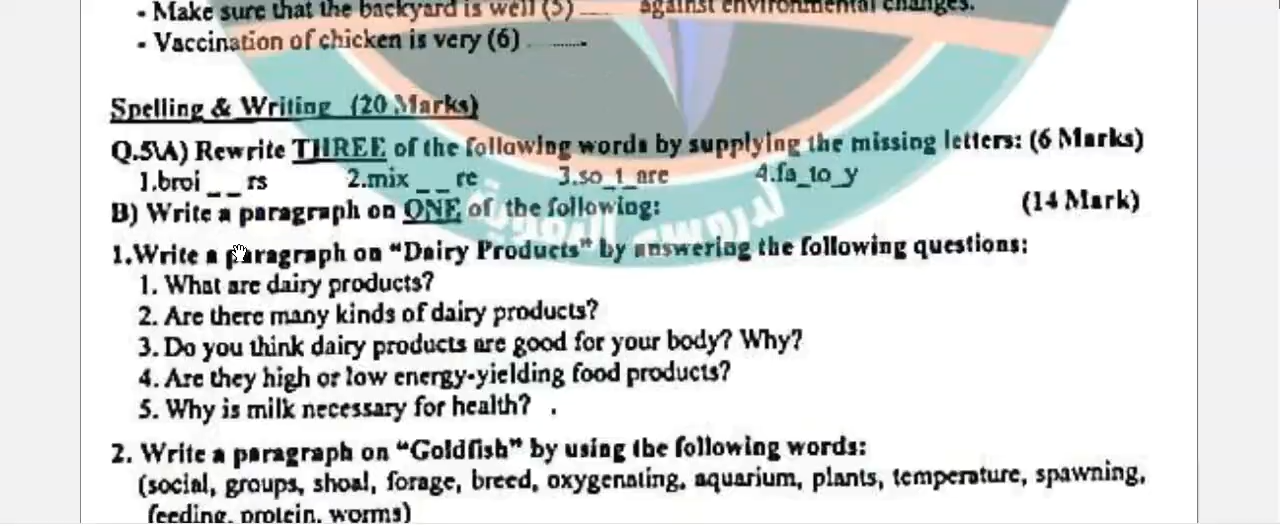 - Make sure that the backyard is well (5) ___ against environmental changes.
- Vaccination of chicken is very (6) ........
Spelling & Writing (20 Marks)
Q.5\A) Rewrite THREE of the following words by supplying the missing letters: (6 Marks)
1.broi _ _ rs 2.mix _ _ re 3.so_t_are 4.fa_to_y
B) Write a paragraph on ONE of the following: (14 Mark)
1.Write a paragraph on "Dairy Products" by answering the following questions:
1. What are dairy products?
2. Are there many kinds of dairy products?
3. Do you think dairy products are good for your body? Why?
4. Are they high or low energy-yielding food products?
5. Why is milk necessary for health? .
2. Write a paragraph on "Goldfish" by using the following words:
(social, groups, shoal, forage, breed, oxygenating, aquarium, plants, temperature, spawning,
feeding, protein, worms)